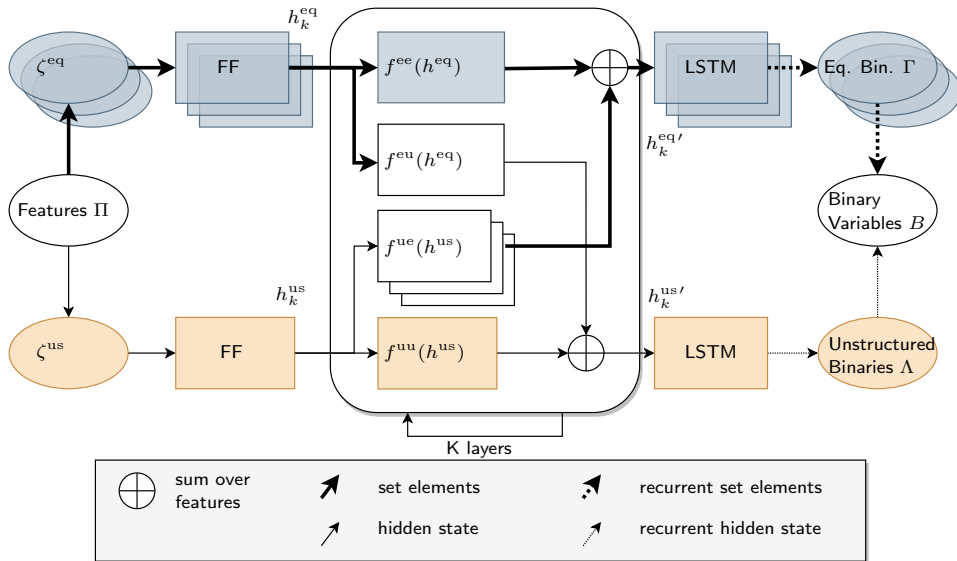 h_k^eq
ζ^eq
FF
f^ee(h^eq)
LSTM
Eq. Bin. Γ
h_k^eq′
f^eu(h^eq)
Features Π
Binary
Variables B
f^ue(h^us)
h_k^us
h_k^us′
ζ^us
FF
f^uu(h^us)
LSTM
Unstructured
Binaries Λ
K layers
sum over
features
set elements
recurrent set elements
hidden state
recurrent hidden state